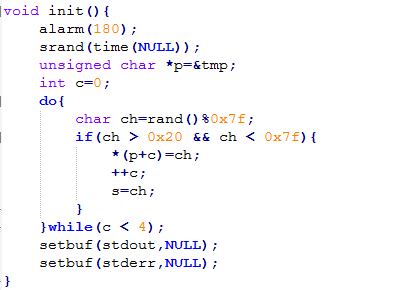 void init(){
    alarm(180);
    srand(time(NULL));
    unsigned char *p=&tmp;
    int c=0;
    do{
        char ch=rand()%0x7f;
        if(ch > 0x20 && ch < 0x7f){
            *(p+c)=ch;
            ++c;
            s=ch;
        }
    }while(c < 4);
    setbuf(stdout,NULL);
    setbuf(stderr,NULL);
}